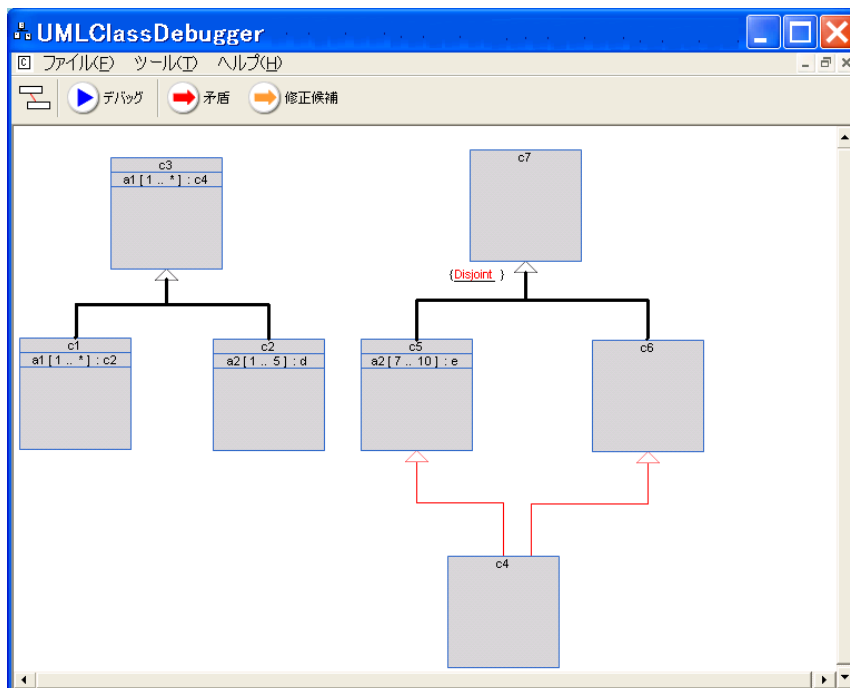 UMLClassDebugger
ファイル(F) ツール(T) ヘルプ(H)
デバッグ 矛盾 修正候補
c3
a1 [ 1 .. * ] : c4
c7
{Disjoint }
c1
a1 [ 1 .. * ] : c2
c2
a2 [ 1 .. 5 ] : d
c5
a2 [ 7 .. 10 ] : e
c6
c4